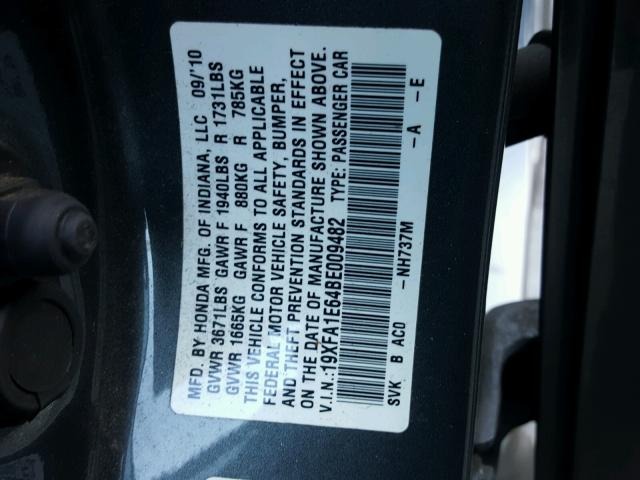 MFD. BY HONDA MFG. OF INDIANA, LLC 09/'10
GVWR 3671LBS GAWR F 1940LBS R 1731LBS
GVWR 1665KG GAWR F 880KG R 785KG
THIS VEHICLE CONFORMS TO ALL APPLICABLE
FEDERAL MOTOR VEHICLE SAFETY, BUMPER,
AND THEFT PREVENTION STANDARDS IN EFFECT
ON THE DATE OF MANUFACTURE SHOWN ABOVE.
V.I.N.:19XFA1E64BE009482 TYPE: PASSENGER CAR
SVK B AC0 -NH737M -A -E